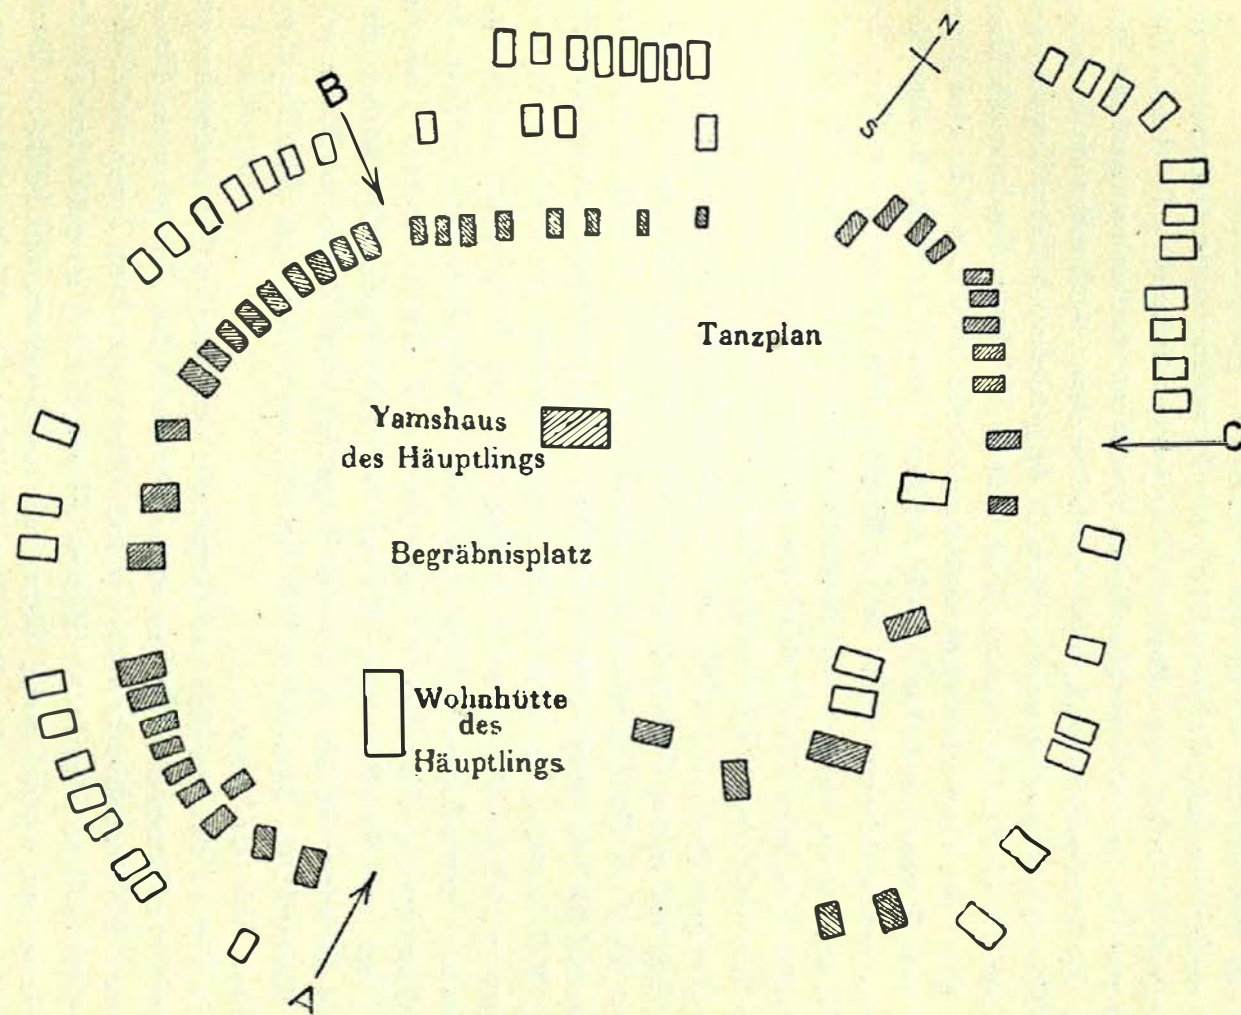 N
B
S
Tanzplan
Yamshaus
des Häuptlings
C
Begräbnisplatz
Wohnhütte
des
Häuptlings
A